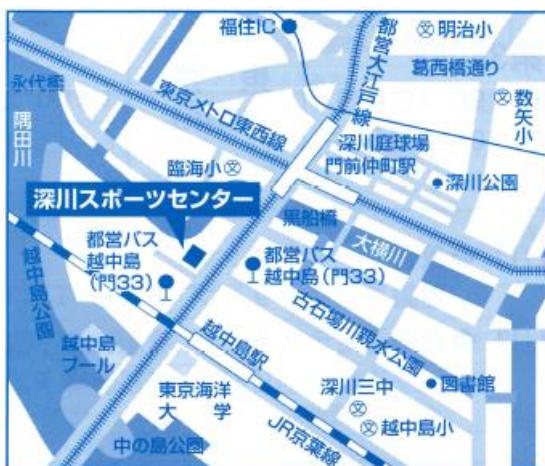 福住IC
都営大江戸線
明治小
葛西橋通り
永代橋
東京メトロ東西線
数矢小
隅田川
深川庭球場
門前仲町駅
臨海小
深川公園
深川スポーツセンター
黒船橋
大横川
都営バス
越中島
(門33)
都営バス
越中島(門33)
越中島公園
古石場川親水公園
越中島駅
越中島
プール
東京海洋
大学
深川三中
図書館
越中島小
JR京葉線
中の島公園